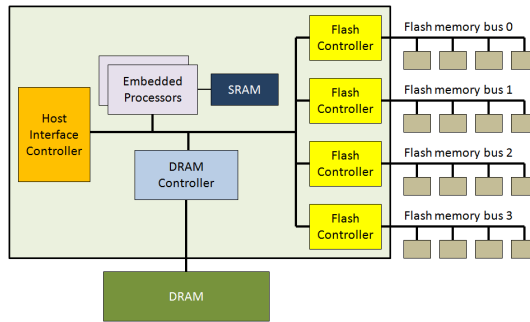 Flash
Controller
Flash memory bus 0
Embedded
Processors
SRAM
Flash
Controller
Flash memory bus 1
Host
Interface
Controller
DRAM
Controller
Flash
Controller
Flash memory bus 2
Flash
Controller
Flash memory bus 3
DRAM